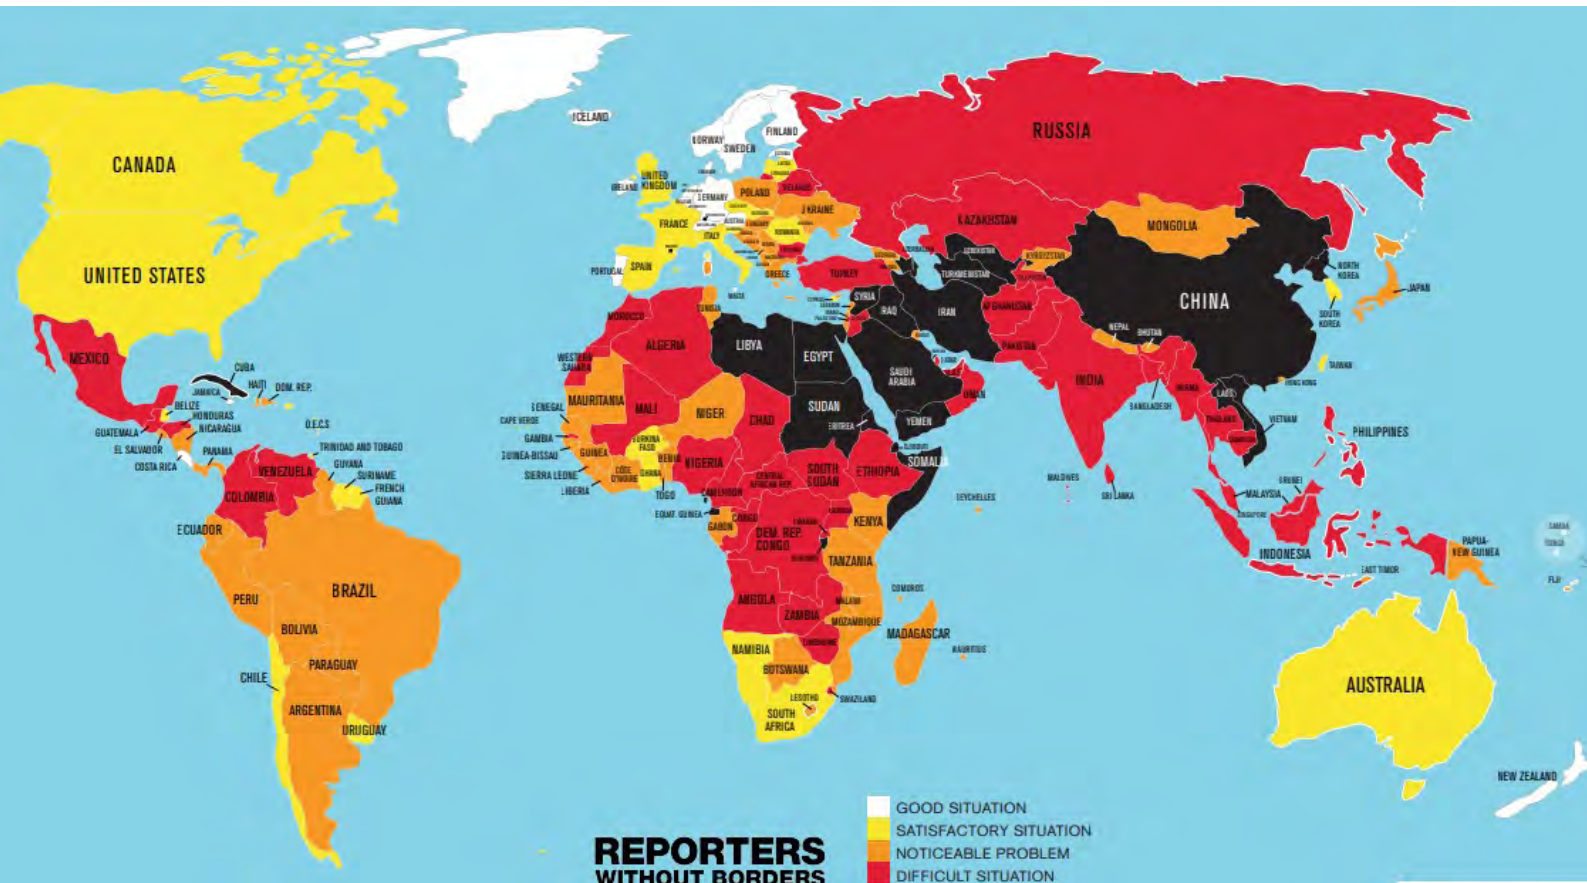 ICELAND
NORWAY
SWEDEN
FINLAND
RUSSIA
CANADA
UNITED
KINGDOM
IRELAND
GERMANY
POLAND
BELARUS
UKRAINE
FRANCE
AUSTRIA
ITALY
ROMANIA
KAZAKHSTAN
MONGOLIA
UNITED STATES
PORTUGAL
SPAIN
GREECE
TURKEY
UZBEKISTAN
KYRGYZSTAN
TURKMENISTAN
NORTH
KOREA
JAPAN
CHINA
SOUTH
KOREA
MALTA
SYRIA
IRAQ
IRAN
AFGHANISTAN
TUNISIA
MOROCCO
ALGERIA
LIBYA
EGYPT
PAKISTAN
NEPAL
BHUTAN
TAIWAN
MEXICO
CUBA
WESTERN
SAHARA
SAUDI
ARABIA
INDIA
HONG KONG
JAMAICA
HAITI
DOM. REP.
OMAN
BURMA
LAOS
BANGLADESH
BELIZE
HONDURAS
NICARAGUA
GUATEMALA
EL SALVADOR
COSTA RICA
PANAMA
O.E.C.S
MAURITANIA
MALI
NIGER
CHAD
SUDAN
ERITREA
YEMEN
THAILAND
VIETNAM
CAMBODIA
PHILIPPINES
SENEGAL
CAPE VERDE
GAMBIA
GUINEA-BISSAU
GUINEA
BURKINA
FASO
BENIN
SIERRA LEONE
LIBERIA
CÔTE
D'IVOIRE
GHANA
TOGO
NIGERIA
DJIBOUTI
SOMALIA
ETHIOPIA
SOUTH
SUDAN
CENTRAL
AFRICAN REP.
CAMEROON
EQUAT. GUINEA
TRINIDAD AND TOBAGO
VENEZUELA
GUYANA
SURINAME
FRENCH
GUIANA
COLOMBIA
ECUADOR
MALDIVES
SRI LANKA
SEYCHELLES
MALAYSIA
BRUNEI
SINGAPORE
GABON
CONGO
DEM. REP.
CONGO
KENYA
TANZANIA
INDONESIA
EAST TIMOR
PAPUA-
NEW GUINEA
SAMOA
TONGA
FIJI
PERU
BRAZIL
BOLIVIA
ANGOLA
ZAMBIA
MALAWI
MOZAMBIQUE
COMOROS
MADAGASCAR
MAURITIUS
ZIMBABWE
NAMIBIA
BOTSWANA
CHILE
PARAGUAY
ARGENTINA
URUGUAY
LESOTHO
SWAZILAND
SOUTH
AFRICA
AUSTRALIA
NEW ZEALAND
REPORTERS
WITHOUT BORDERS
GOOD SITUATION
SATISFACTORY SITUATION
NOTICEABLE PROBLEM
DIFFICULT SITUATION